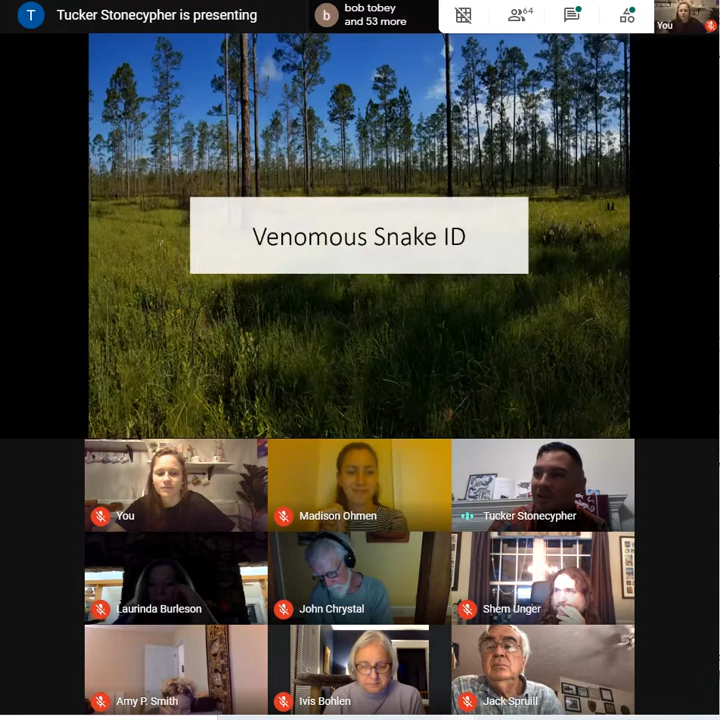 T
Tucker Stonecypher is presenting
b
bob tobey
and 53 more
64
You
Venomous Snake ID
You
Madison Ohmen
Tucker Stonecypher
Laurinda Burleson
John Chrystal
Shem Unger
Amy P. Smith
Ivis Bohlen
Jack Spruill